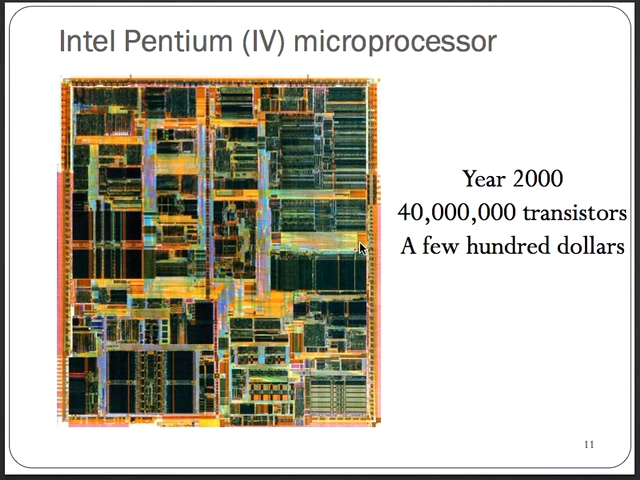 Intel Pentium (IV) microprocessor
Year 2000
40,000,000 transistors
A few hundred dollars
11